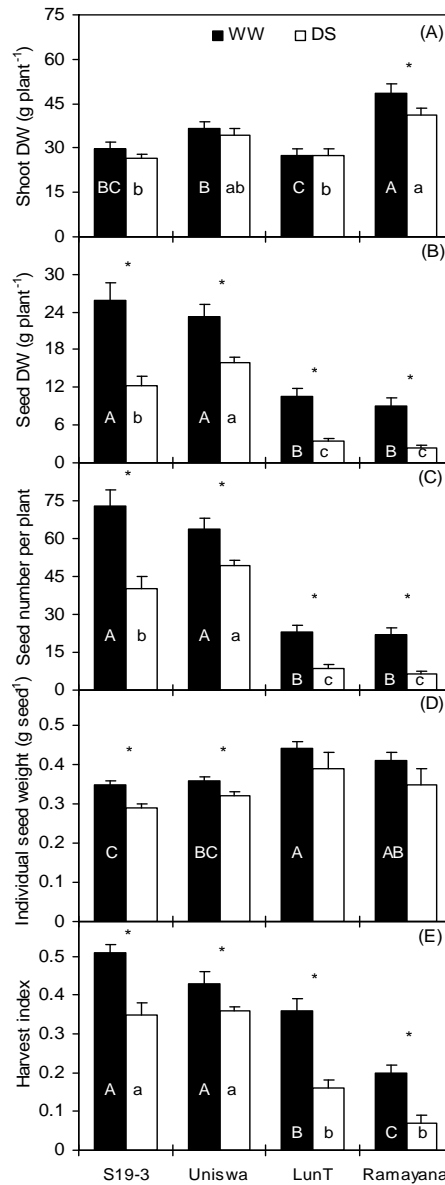 75
WW DS (A)
60
*
45
30
15
0
BC b B ab C b A a
Shoot DW (g plant-1)
(B)
30
* * * *
24
18
12
6
0
A b A a B c B c
Seed DW (g plant-1)
(C)
75
* * * *
60
45
30
15
0
A b A a B c B c
Seed number per plant
(D)
0.5
* *
0.4
0.3
0.2
0.1
0
C BC A AB
Individual seed weight (g seed1)
(E)
0.5
* * * *
0.4
0.3
0.2
0.1
0
A a A a B b C b
Harvest index
S19-3 Uniswa LunT Ramayana